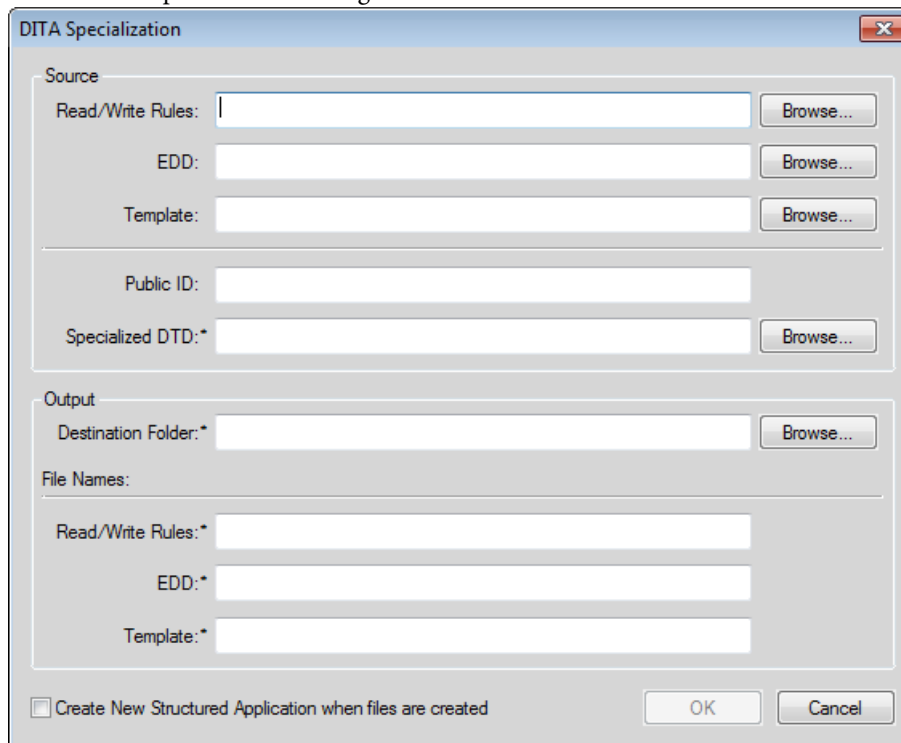 DITA Specialization
Source
Read/Write Rules: Browse...
EDD: Browse...
Template: Browse...
Public ID:
Specialized DTD:* Browse...
Output
Destination Folder:* Browse...
File Names:
Read/Write Rules:*
EDD:*
Template:*
Create New Structured Application when files are created OK Cancel